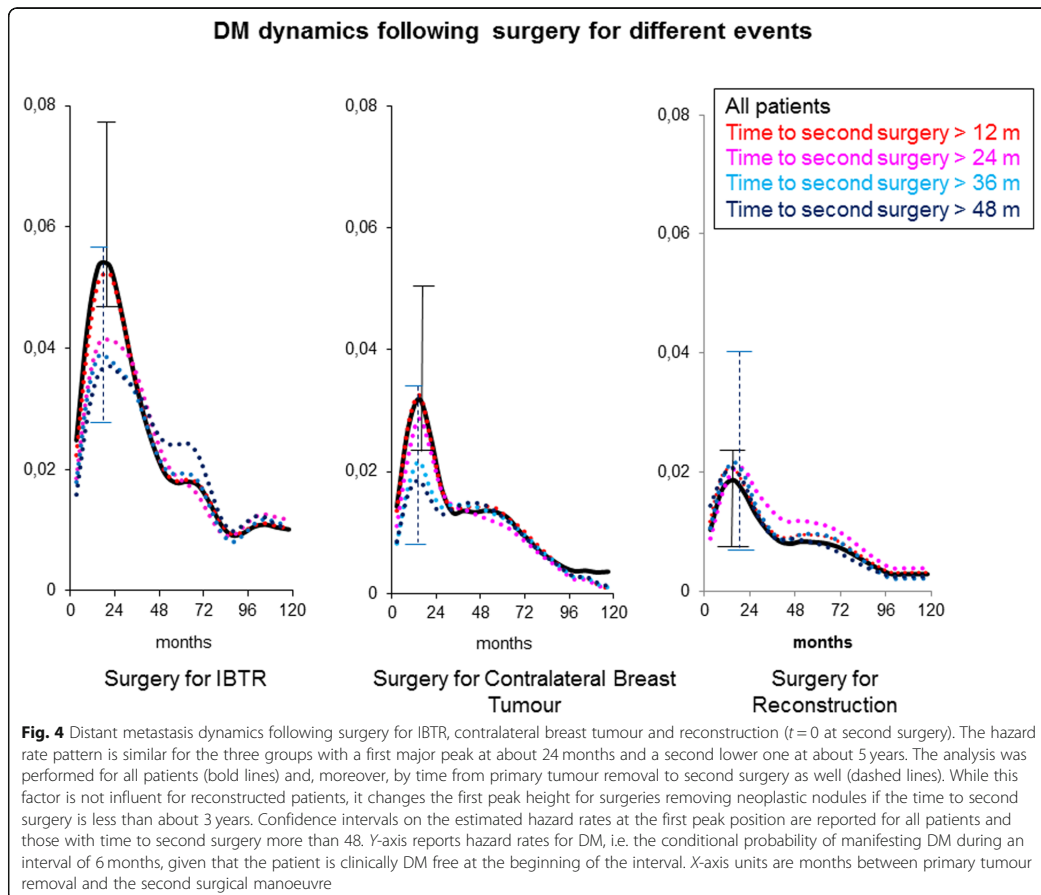 DM dynamics following surgery for different events
0,08
0,06
0,04
0,02
0
0 24 48 72 96 120
months
Surgery for IBTR
0,08
0,06
0,04
0,02
0
0 24 48 72 96 120
months
Surgery for Contralateral Breast
Tumour
0,08
0,06
0,04
0,02
0
0 24 48 72 96 120
months
Surgery for
Reconstruction
All patients
Time to second surgery > 12 m
Time to second surgery > 24 m
Time to second surgery > 36 m
Time to second surgery > 48 m
Fig. 4 Distant metastasis dynamics following surgery for IBTR, contralateral breast tumour and reconstruction (t = 0 at second surgery). The hazard
rate pattern is similar for the three groups with a first major peak at about 24 months and a second lower one at about 5 years. The analysis was
performed for all patients (bold lines) and, moreover, by time from primary tumour removal to second surgery as well (dashed lines). While this
factor is not influent for reconstructed patients, it changes the first peak height for surgeries removing neoplastic nodules if the time to second
surgery is less than about 3 years. Confidence intervals on the estimated hazard rates at the first peak position are reported for all patients and
those with time to second surgery more than 48. Y-axis reports hazard rates for DM, i.e. the conditional probability of manifesting DM during an
interval of 6 months, given that the patient is clinically DM free at the beginning of the interval. X-axis units are months between primary tumour
removal and the second surgical manoeuvre